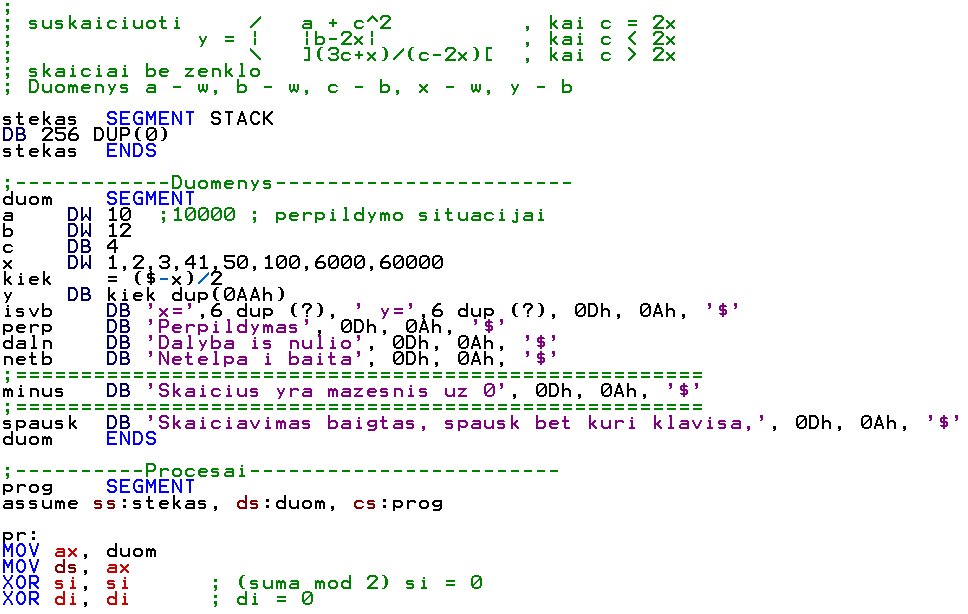 ;
; suskaiciuoti     /   a + c^2          , kai c = 2x
;              y = |   |b-2x|           , kai c < 2x
;                  \   ](3c+x)/(c-2x)[  , kai c > 2x
; skaiciai be zenklo
; Duomenys a - w, b - w, c - b, x - w, y - b
stekas  SEGMENT STACK
DB 256 DUP(0)
stekas  ENDS
;------------Duomenys-----------------------
duom    SEGMENT
a    DW 10  ;10000 ; perpildymo situacijai
b    DW 12
c    DB 4
x    DW 1,2,3,41,50,100,6000,60000
kiek    = ($-x)/2
y    DB kiek dup(0AAh)
isvb    DB 'x=',6 dup (?), ' y=',6 dup (?), 0Dh, 0Ah, '$'
perp    DB 'Perpildymas', 0Dh, 0Ah, '$'
daln    DB 'Dalyba is nulio', 0Dh, 0Ah, '$'
netb    DB 'Netelpa i baita', 0Dh, 0Ah, '$'
;=====================================================
minus   DB 'Skaicius yra mazesnis uz 0', 0Dh, 0Ah, '$'
;=====================================================
spausk  DB 'Skaiciavimas baigtas, spausk bet kuri klavisa,', 0Dh, 0Ah, '$'
duom    ENDS
;----------Procesai------------------------
prog    SEGMENT
assume ss:stekas, ds:duom, cs:prog
pr:
MOV ax, duom
MOV ds, ax
XOR si, si      ; (suma mod 2) si = 0
XOR di, di      ; di = 0